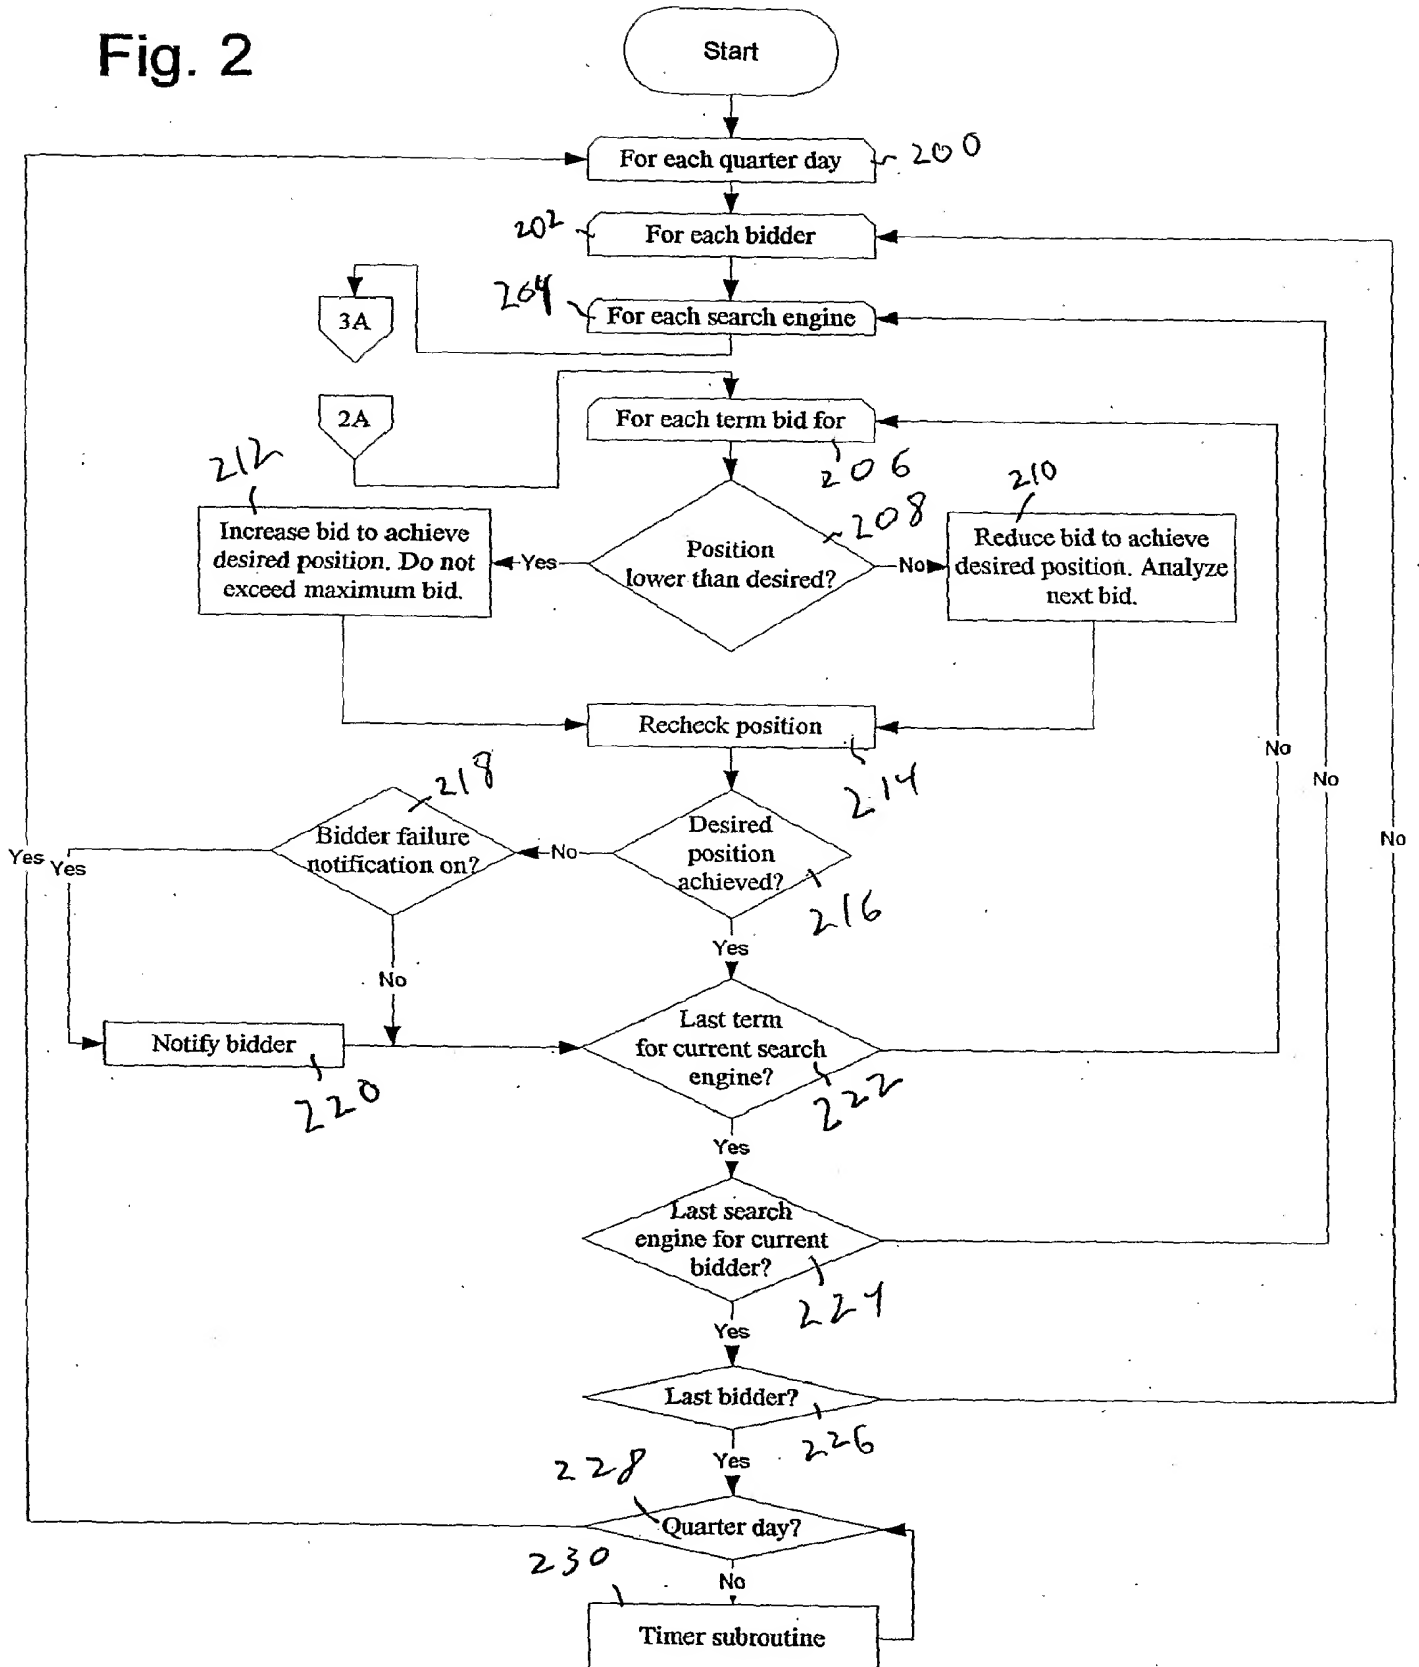 Fig. 2
Start
For each quarter day
200
202
For each bidder
204
For each search engine
3A
2A
For each term bid for
206
212
210
208
Increase bid to achieve
desired position. Do not
exceed maximum bid.
Yes
Position
lower than desired?
No
Reduce bid to achieve
desired position. Analyze
next bid.
Recheck position
214
No
No
No
218
Bidder failure
notification on?
No
Desired
position
achieved?
216
Yes
Yes
Yes
No
Notify bidder
220
Last term
for current search
engine?
222
Yes
Last search
engine for current
bidder?
224
Yes
Last bidder?
226
Yes
228
Quarter day?
230
No
Timer subroutine